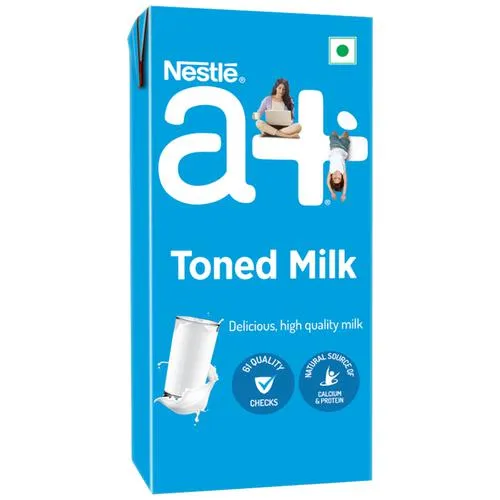 Nestlé®
a+
®
Toned Milk
Delicious, high quality milk
61 QUALITY
CHECKS
NATURAL SOURCE OF
CALCIUM
& PROTEIN